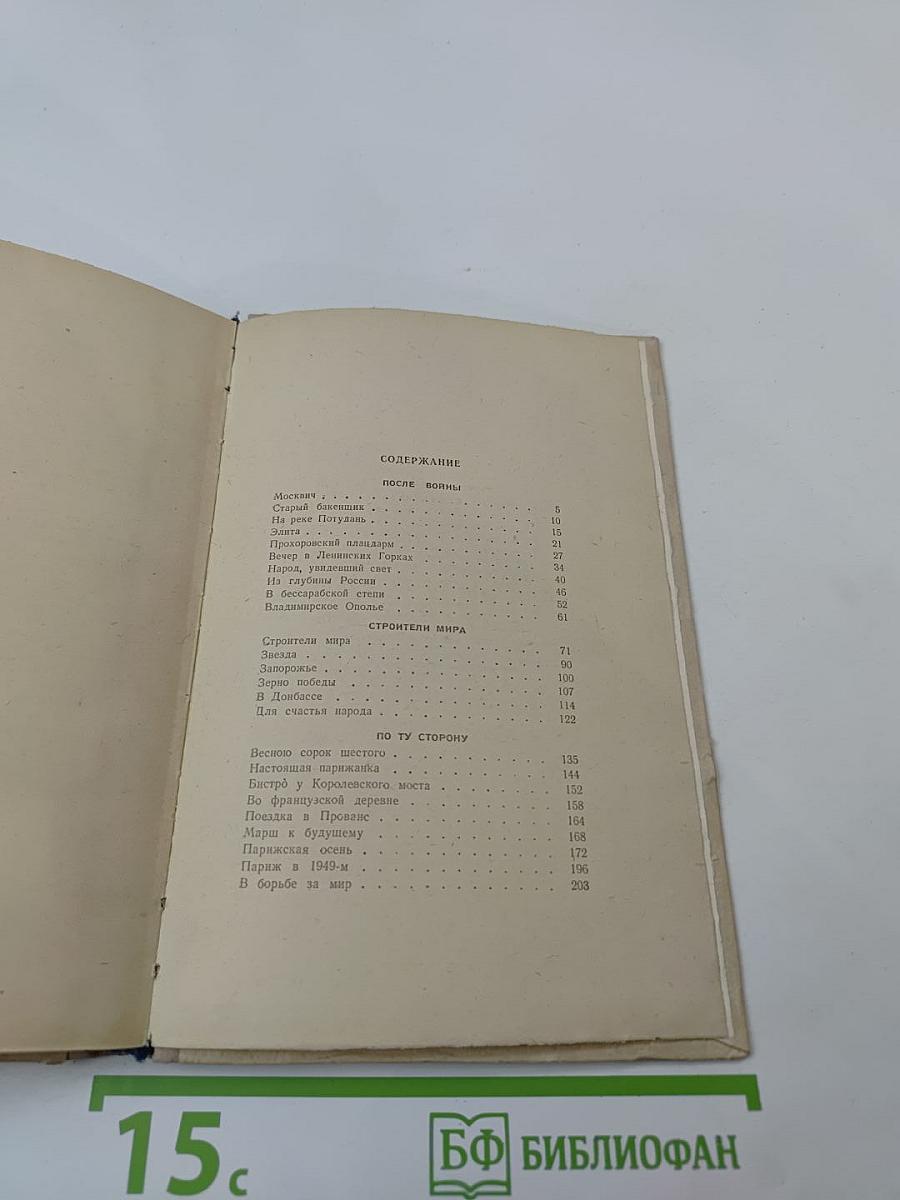 СОДЕРЖАНИЕ
ПОСЛЕ ВОЙНЫ
Москвич . . . . . . . . . . . . . . . 5
Старый бакенщик . . . . . . . . . . . . 10
На реке Потудань . . . . . . . . . . . . 15
Элита . . . . . . . . . . . . . . . . 21
Прохоровский плацдарм . . . . . . . . . . 27
Вечер в Ленинских Горках . . . . . . . . . 34
Народ, увидевший свет . . . . . . . . . . 40
Из глубины России . . . . . . . . . . . 46
В бессарабской степи . . . . . . . . . . 52
Владимирское Ополье . . . . . . . . . . 61
СТРОИТЕЛИ МИРА
Строители мира . . . . . . . . . . . . 71
Звезда . . . . . . . . . . . . . . . 90
Запорожье . . . . . . . . . . . . . . 100
Зерно победы . . . . . . . . . . . . . 107
В Донбассе . . . . . . . . . . . . . 114
Для счастья народа . . . . . . . . . . . 122
ПО ТУ СТОРОНУ
Весною сорок шестого . . . . . . . . . . 135
Настоящая парижанка . . . . . . . . . . 144
Бистро у Королевского моста . . . . . . . 152
Во французской деревне . . . . . . . . . 158
Поездка в Прованс . . . . . . . . . . . 164
Марш к будущему . . . . . . . . . . . 168
Парижская осень . . . . . . . . . . . . 172
Париж в 1949-м . . . . . . . . . . . . 196
В борьбе за мир . . . . . . . . . . . . 203
15 с
БФ БИБЛИОФАН